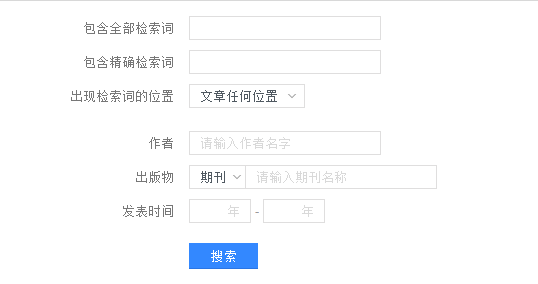 包含全部检索词
包含精确检索词
出现检索词的位置 文章任何位置
作者 请输入作者名字
出版物 期刊 请输入期刊名称
发表时间 年 - 年
搜索